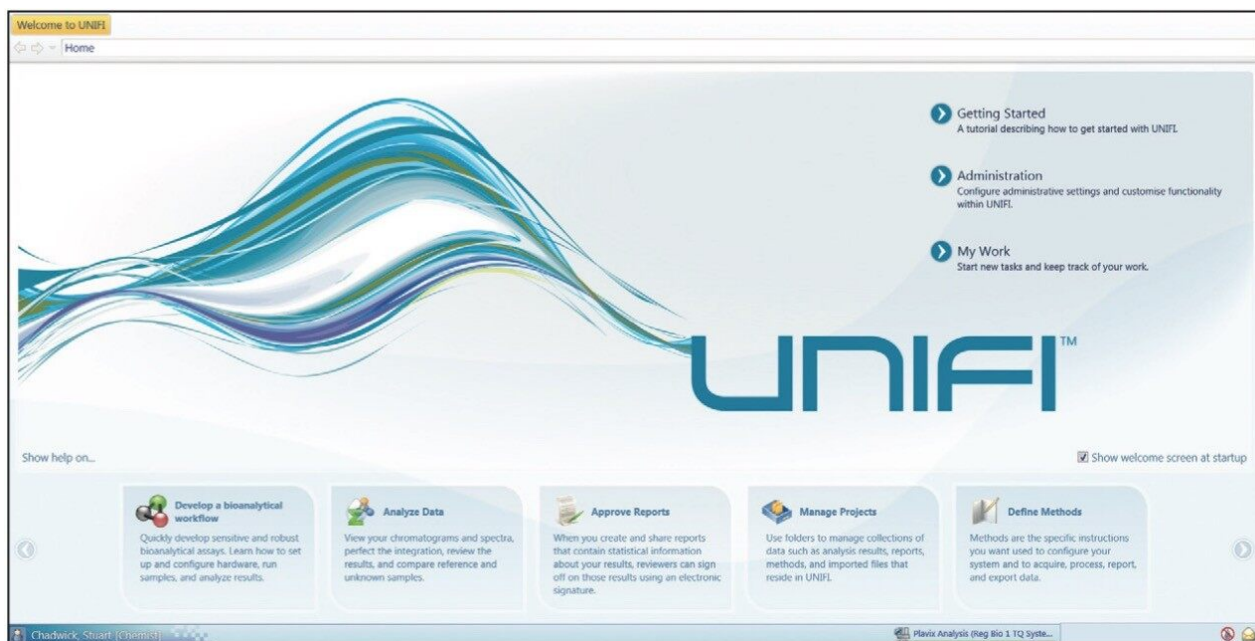 Welcome to UNIFI
Home
Getting Started
A tutorial describing how to get started with UNIFI.
Administration
Configure administrative settings and customise functionality
within UNIFI.
My Work
Start new tasks and keep track of your work.
UNIFI™
Show help on...
Show welcome screen at startup
Develop a bioanalytical
workflow
Quickly develop sensitive and robust
bioanalytical assays. Learn how to set
up and configure hardware, run
samples, and analyze results.
Analyze Data
View your chromatograms and spectra,
perfect the integration, review the
results, and compare reference and
unknown samples.
Approve Reports
When you create and share reports
that contain statistical information
about your results, reviewers can sign
off on those results using an electronic
signature.
Manage Projects
Use folders to manage collections of
data such as analysis results, reports,
methods, and imported files that
reside in UNIFI.
Define Methods
Methods are the specific instructions
you want used to configure your
system and to acquire, process, report,
and export data.
Chadwick, Stuart [Chemist]
Plavix Analysis (Reg Bio 1 TQ Syste...